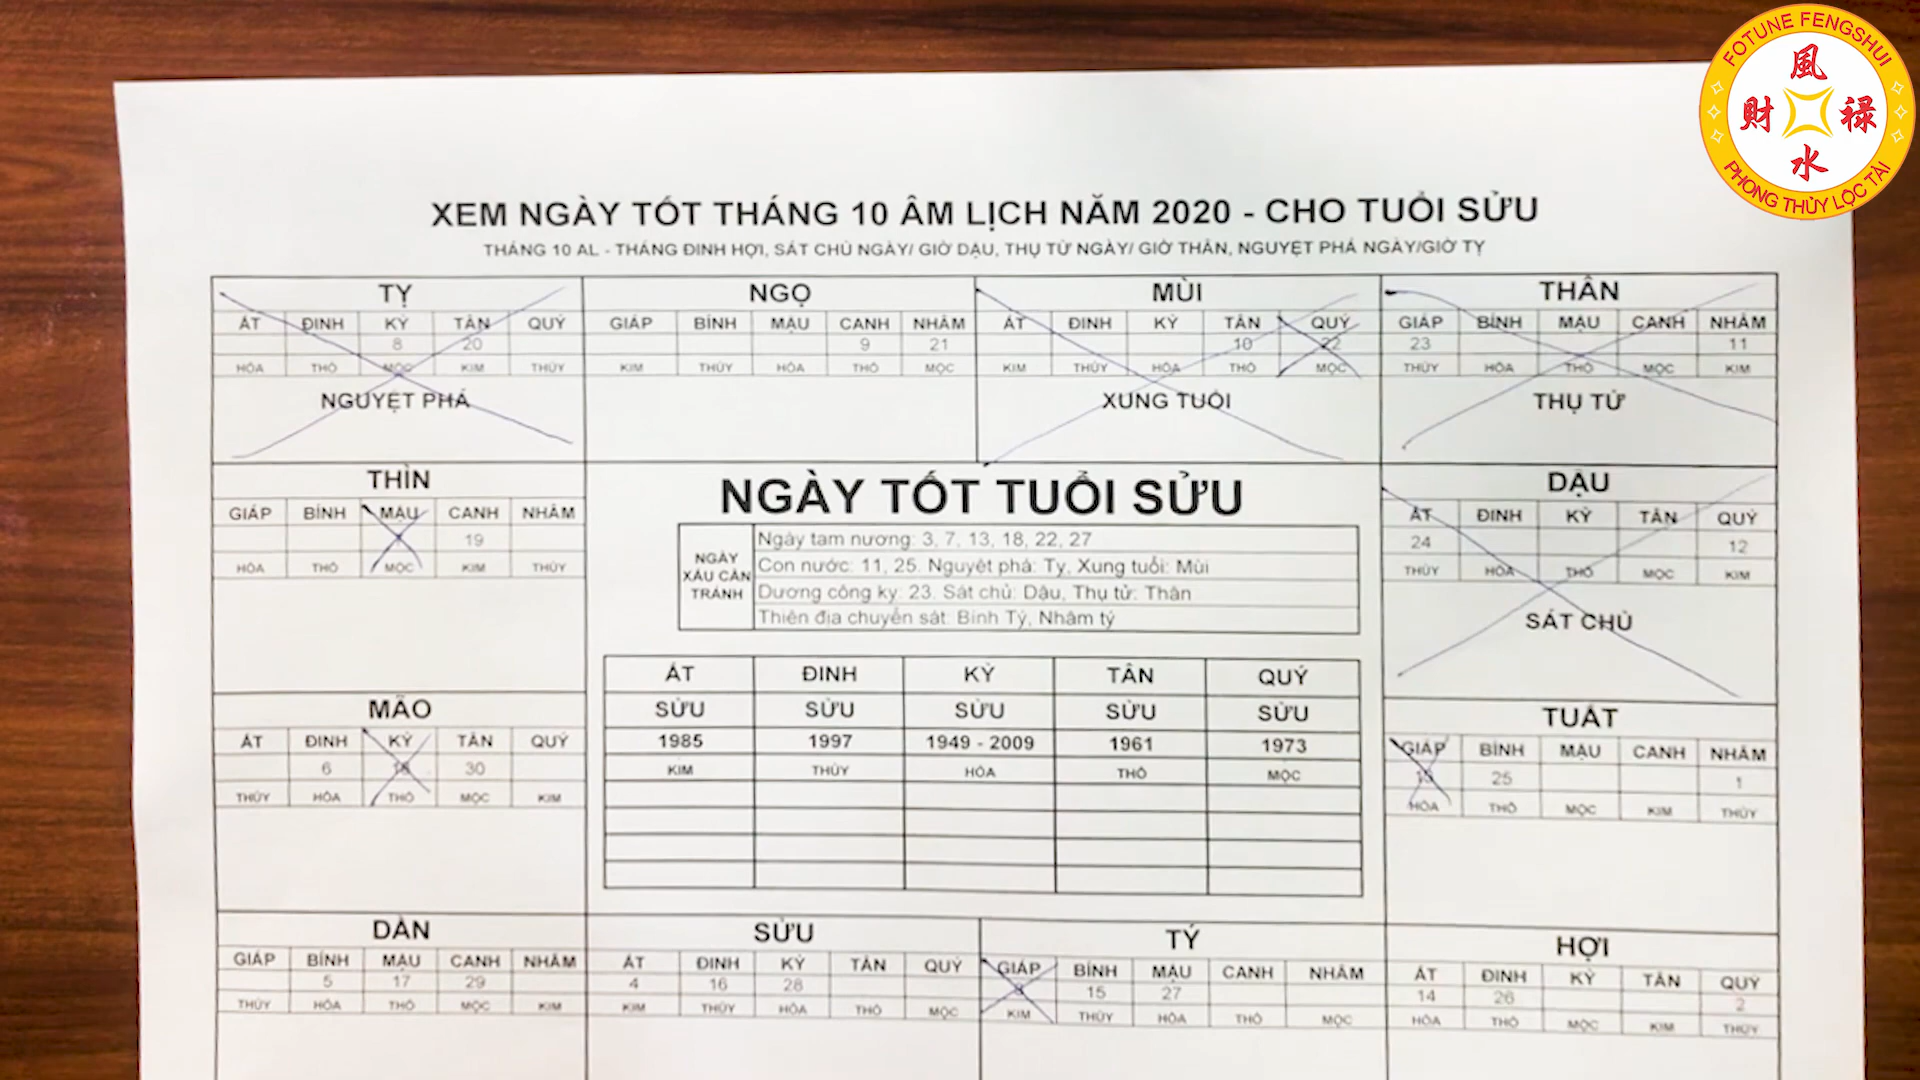 FOTUNE FENGSHUI
風
財 禄
水
PHONG THỦY LỘC TÀI
XEM NGÀY TỐT THÁNG 10 ÂM LỊCH NĂM 2020 - CHO TUỔI SỬU
THÁNG 10 AL - THÁNG ĐINH HỢI, SÁT CHỦ NGÀY/ GIỜ DẬU, THỤ TỬ NGÀY/ GIỜ THÂN, NGUYỆT PHÁ NGÀY/GIỜ TỴ
TỴ
ẤT ĐINH KỶ TÂN QUÝ
8 20
HỎA THỔ MỘC KIM THỦY
NGUYỆT PHÁ
NGỌ
GIÁP BÍNH MẬU CANH NHÂM
9 21
KIM THỦY HỎA THỔ MỘC
MÙI
ẤT ĐINH KỶ TÂN QUÝ
10 22
KIM THỦY HỎA THỔ MỘC
XUNG TUỔI
THÂN
GIÁP BÍNH MẬU CANH NHÂM
23 11
THỦY HỎA THỔ MỘC KIM
THỤ TỬ
THÌN
GIÁP BÍNH MẬU CANH NHÂM
19
HỎA THỔ MỘC KIM THỦY
NGÀY TỐT TUỔI SỬU
NGÀY XẤU CẦN TRÁNH
Ngày tam nương: 3, 7, 13, 18, 22, 27
Con nước: 11, 25. Nguyệt phá: Tỵ, Xung tuổi: Mùi
Dương công kỵ: 23. Sát chủ: Dậu, Thụ tử: Thân
Thiên địa chuyển sát: Bính Tý, Nhâm tý
DẬU
ẤT ĐINH KỶ TÂN QUÝ
24 12
THỦY HỎA THỔ MỘC KIM
SÁT CHỦ
ẤT ĐINH KỶ TÂN QUÝ
SỬU SỬU SỬU SỬU SỬU
1985 1997 1949 - 2009 1961 1973
KIM THỦY HỎA THỔ MỘC
MÃO
ẤT ĐINH KỶ TÂN QUÝ
6 30
THỦY HỎA THỔ MỘC KIM
TUẤT
GIÁP BÍNH MẬU CANH NHÂM
25 1
HỎA THỔ MỘC KIM THỦY
DẦN
GIÁP BÍNH MẬU CANH NHÂM
5 17 29
THỦY HỎA THỔ MỘC KIM
SỬU
ẤT ĐINH KỶ TÂN QUÝ
4 16 28
KIM THỦY HỎA THỔ MỘC
TÝ
GIÁP BÍNH MẬU CANH NHÂM
15 27
KIM THỦY HỎA THỔ MỘC
HỢI
ẤT ĐINH KỶ TÂN QUÝ
14 26 2
HỎA THỔ MỘC KIM THỦY